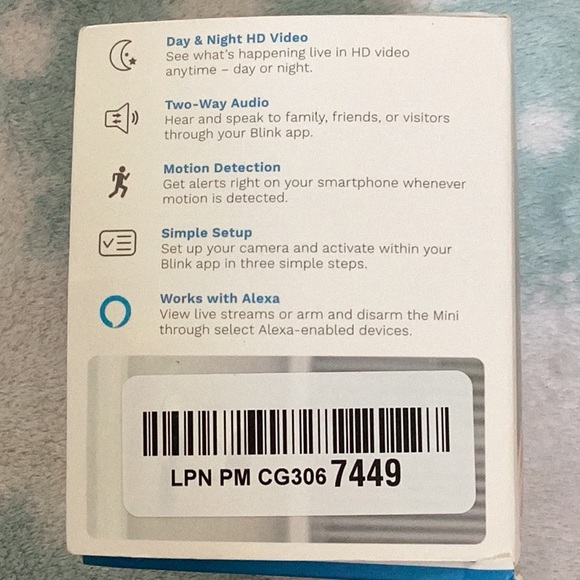 Day & Night HD Video
See what's happening live in HD video
anytime – day or night.
Two-Way Audio
Hear and speak to family, friends, or visitors
through your Blink app.
Motion Detection
Get alerts right on your smartphone whenever
motion is detected.
Simple Setup
Set up your camera and activate within your
Blink app in three simple steps.
Works with Alexa
View live streams or arm and disarm the Mini
through select Alexa-enabled devices.
LPN PM CG306 7449